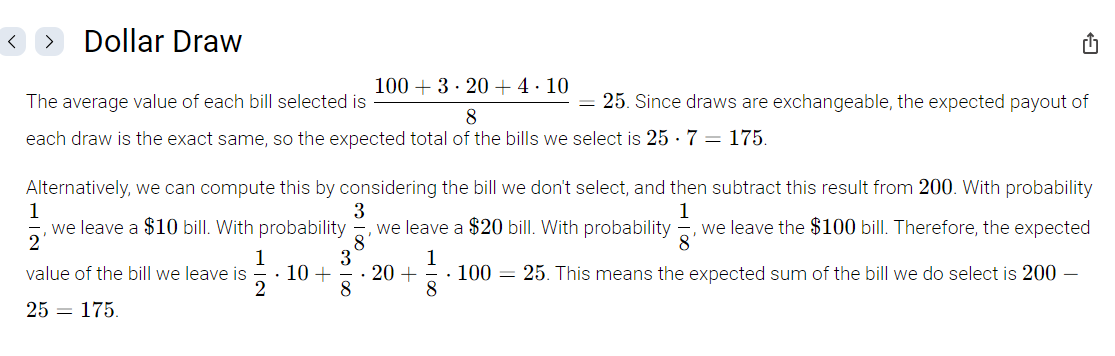 Dollar Draw
The average value of each bill selected is \frac{100 + 3 \cdot 20 + 4 \cdot 10}{8} = 25. Since draws are exchangeable, the expected payout of
each draw is the exact same, so the expected total of the bills we select is 25 · 7 = 175.
Alternatively, we can compute this by considering the bill we don't select, and then subtract this result from 200. With probability
\frac{1}{2}, we leave a $10 bill. With probability \frac{3}{8}, we leave a $20 bill. With probability \frac{1}{8}, we leave the $100 bill. Therefore, the expected
value of the bill we leave is \frac{1}{2} · 10 + \frac{3}{8} · 20 + \frac{1}{8} · 100 = 25. This means the expected sum of the bill we do select is 200 −
25 = 175.